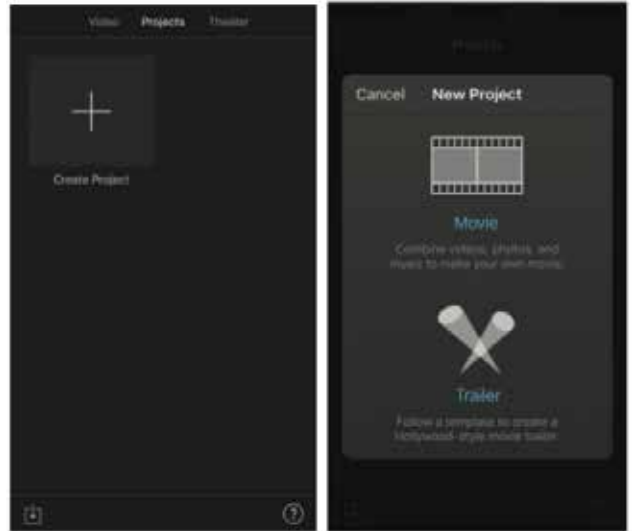 Video Projects Theater
Create Project
?
Projects
Cancel New Project
Movie
Combine videos, photos, and
music to make your own movie.
Trailer
Follow a template to create a
Hollywood-style movie trailer.